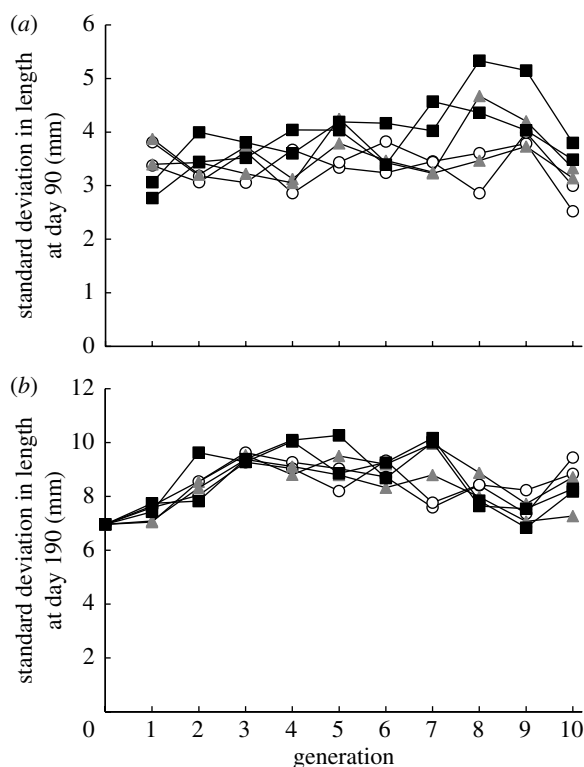 (a)
6
5
4
3
2
1
0
standard deviation in length
at day 90 (mm)
(b)
12
10
8
6
4
2
0
standard deviation in length
at day 190 (mm)
1 2 3 4 5 6 7 8 9 10
generation